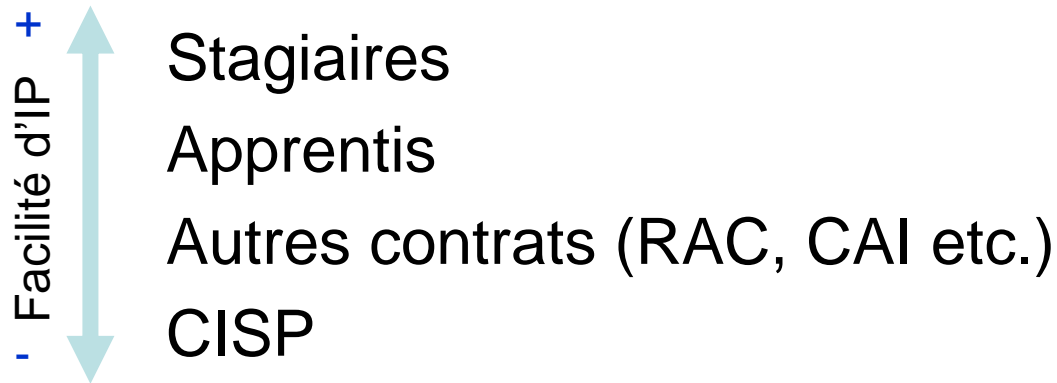 - Facilité d'IP +
Stagiaires
Apprentis
Autres contrats (RAC, CAI etc.)
CISP